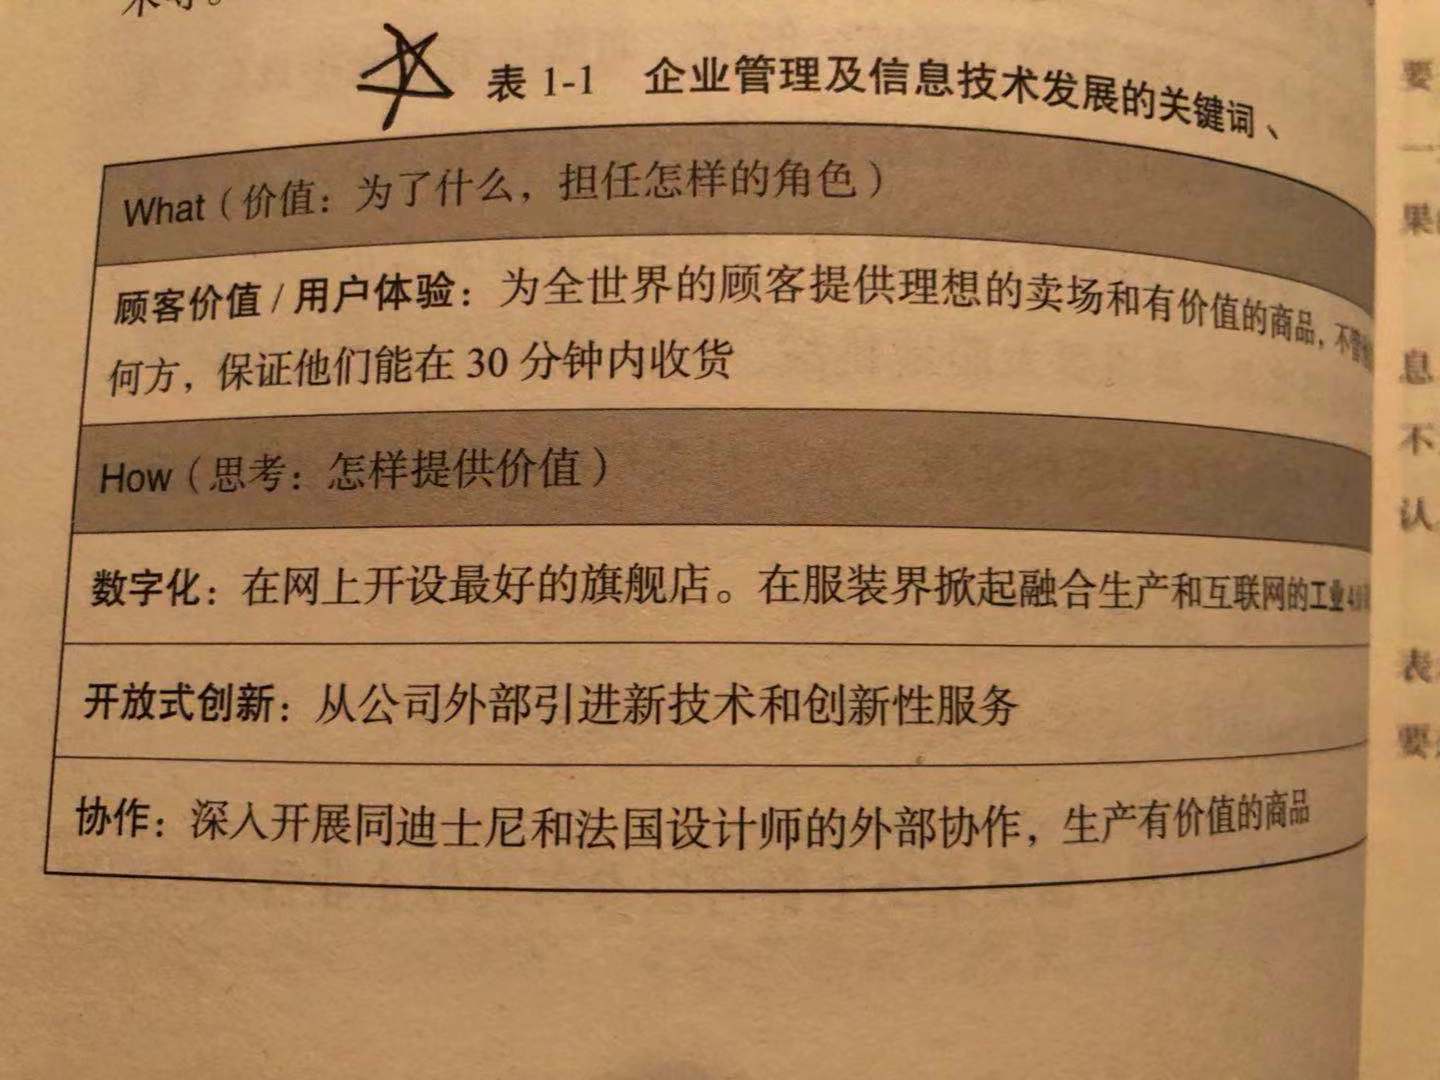 表 1-1 企业管理及信息技术发展的关键词、
What（价值：为了什么，担任怎样的角色）
顾客价值 / 用户体验：为全世界的顾客提供理想的卖场和有价值的商品，不管
何方，保证他们能在 30 分钟内收货
How（思考：怎样提供价值）
数字化：在网上开设最好的旗舰店。在服装界掀起融合生产和互联网的工业 4.0
开放式创新：从公司外部引进新技术和创新性服务
协作：深入开展同迪士尼和法国设计师的外部协作，生产有价值的商品
要
一
果
息
不
认
表
要